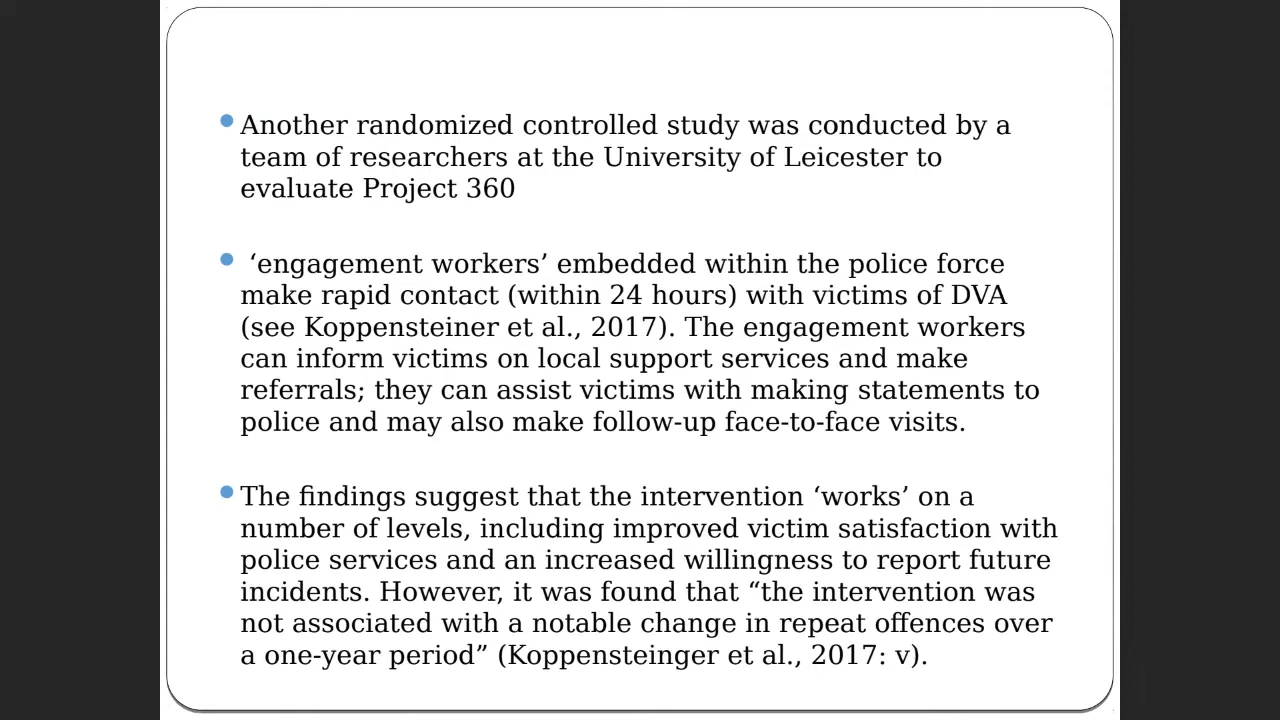 Another randomized controlled study was conducted by a
team of researchers at the University of Leicester to
evaluate Project 360
‘engagement workers’ embedded within the police force
make rapid contact (within 24 hours) with victims of DVA
(see Koppensteiner et al., 2017). The engagement workers
can inform victims on local support services and make
referrals; they can assist victims with making statements to
police and may also make follow-up face-to-face visits.
The findings suggest that the intervention ‘works’ on a
number of levels, including improved victim satisfaction with
police services and an increased willingness to report future
incidents. However, it was found that “the intervention was
not associated with a notable change in repeat offences over
a one-year period” (Koppensteinger et al., 2017: v).